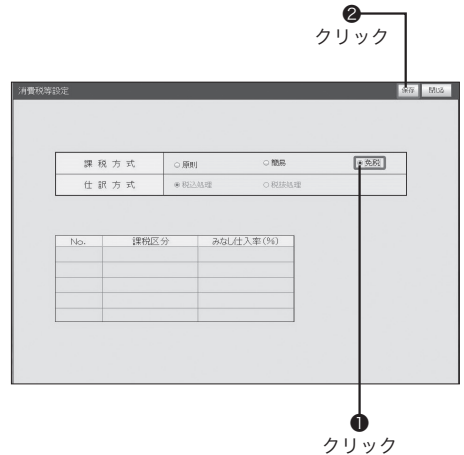 ❷
クリック
消費税等設定 保存 閉じる
課税方式 ○原則 ○簡易 ◉免税
仕訳方式 ◉税込処理 ○税抜処理
No. 課税区分 みなし仕入率(%)
❶
クリック